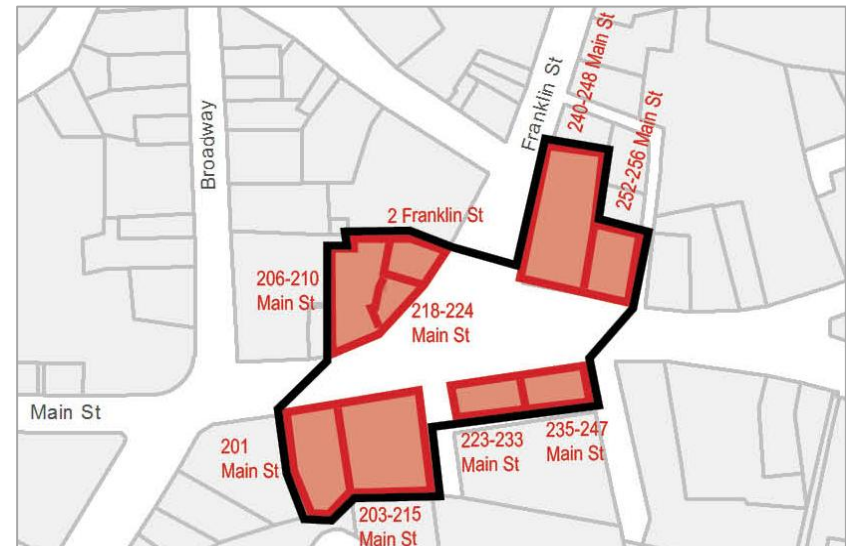 Broadway
Franklin St
240-248 Main St
252-256 Main St
2 Franklin St
206-210
Main St
218-224
Main St
Main St
201
Main St
223-233
Main St
235-247
Main St
203-215
Main St